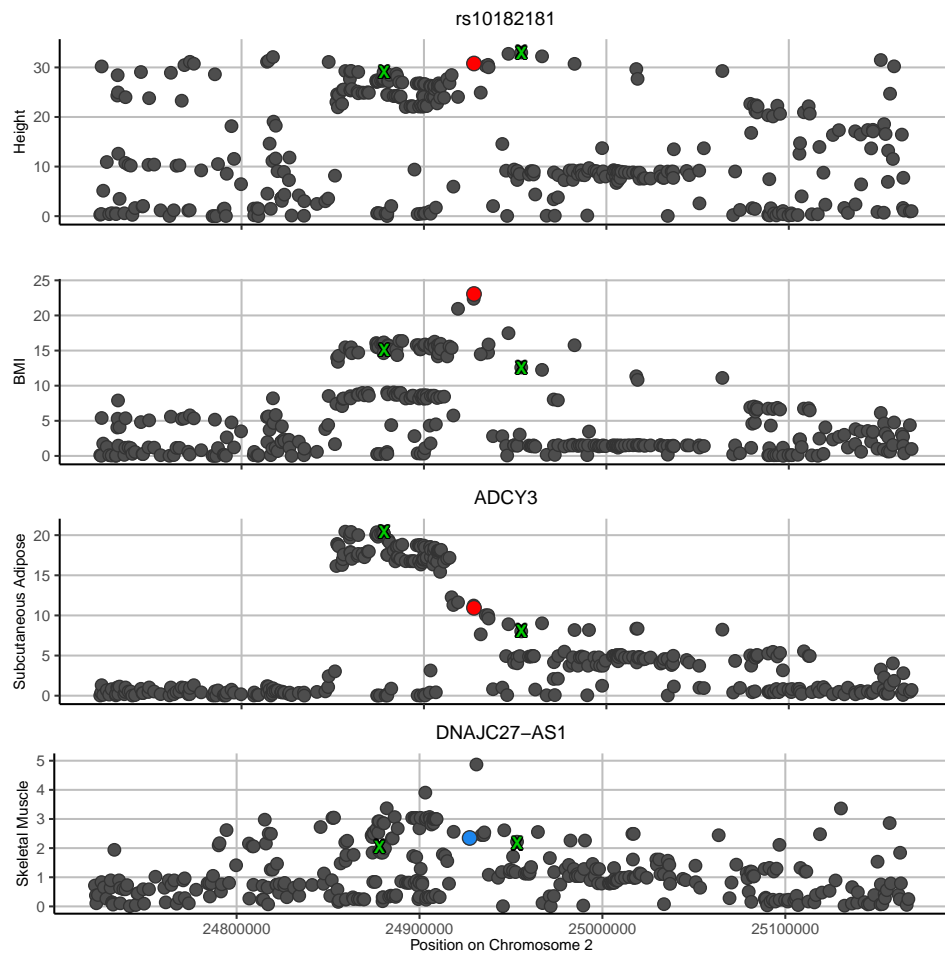 rs10182181
Height
30
20
10
0
BMI
25
20
15
10
5
0
ADCY3
Subcutaneous Adipose
20
15
10
5
0
DNAJC27−AS1
Skeletal Muscle
5
4
3
2
1
0
24800000 24900000 25000000 25100000
Position on Chromosome 2